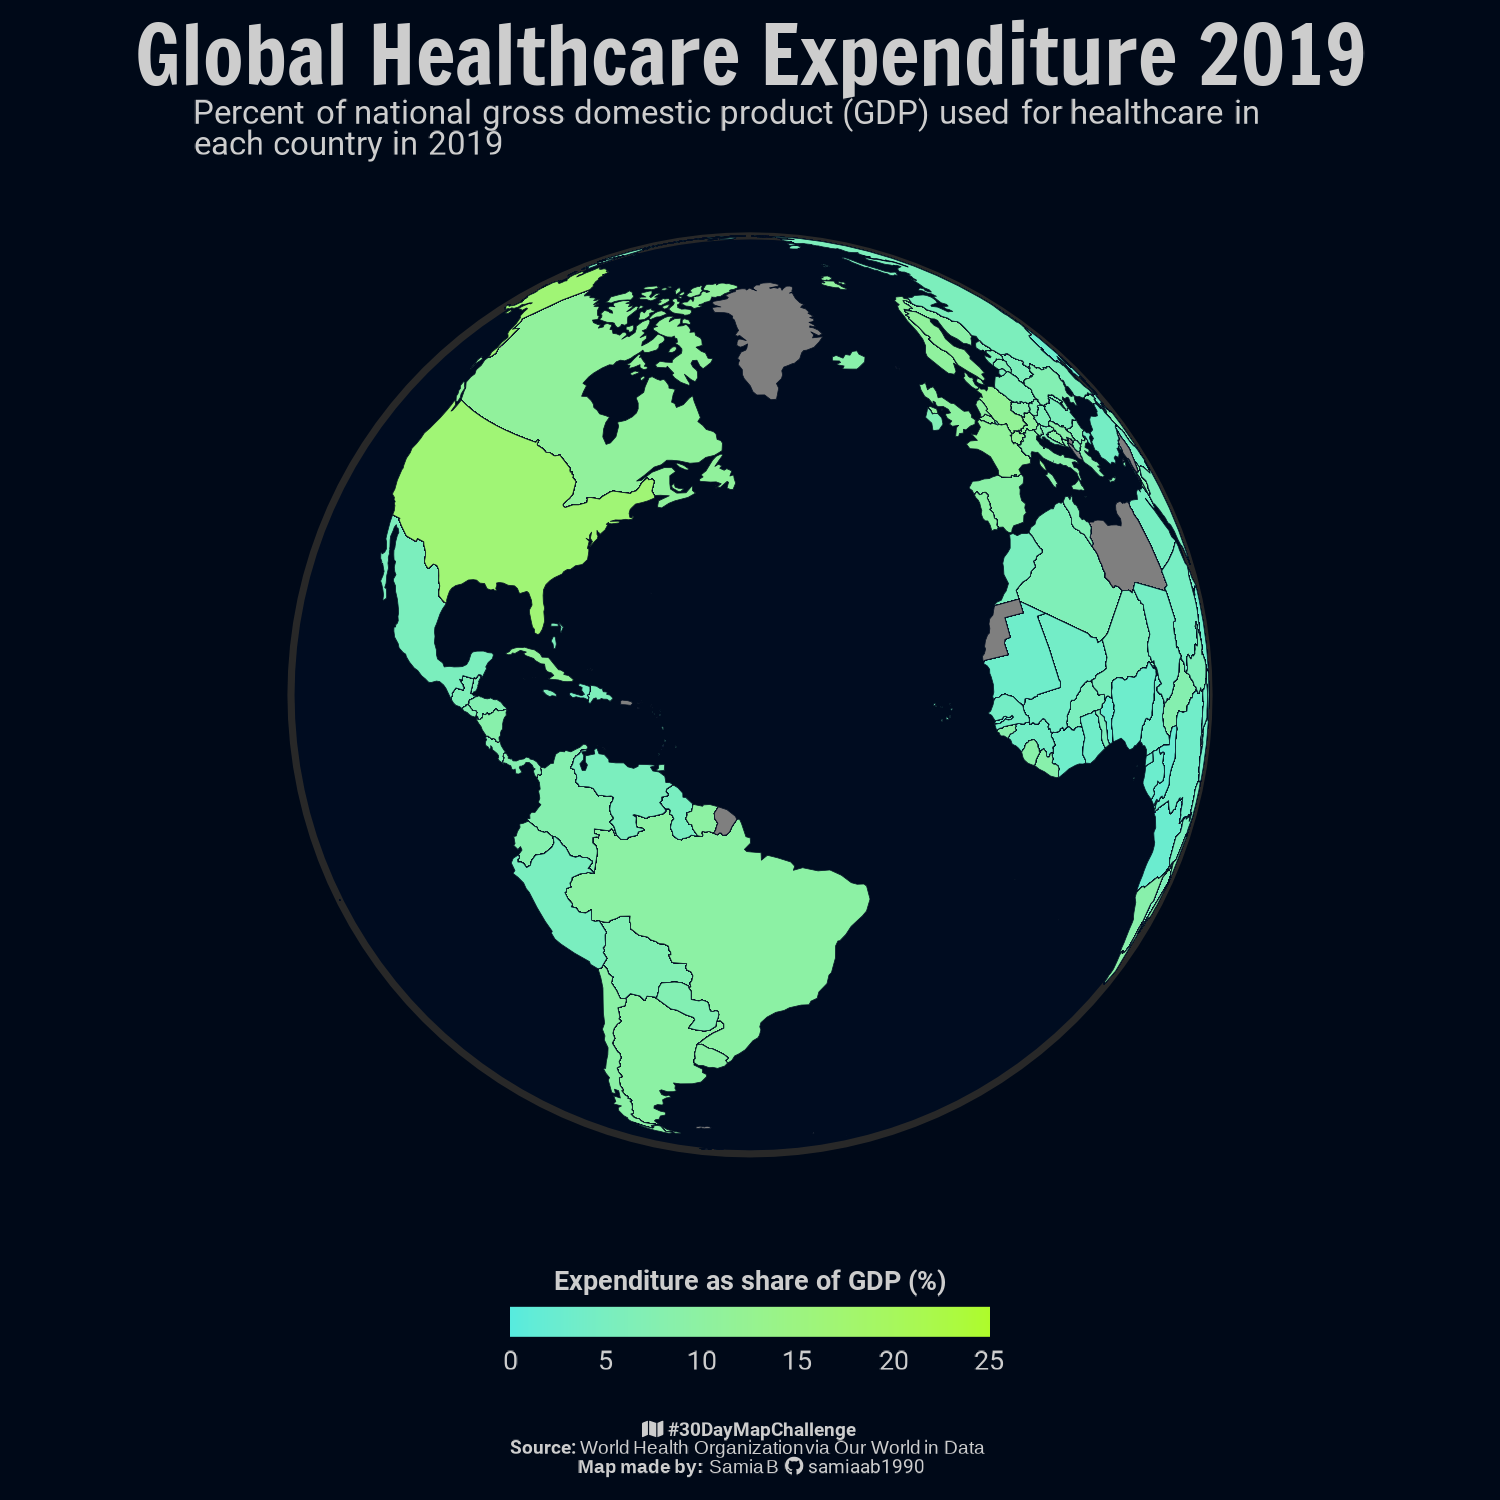 Global Healthcare Expenditure 2019
Percent of national gross domestic product (GDP) used for healthcare in
each country in 2019
Expenditure as share of GDP (%)
0 5 10 15 20 25
#30DayMapChallenge
Source: World Health Organization via Our World in Data
Map made by: Samia B samiaab1990